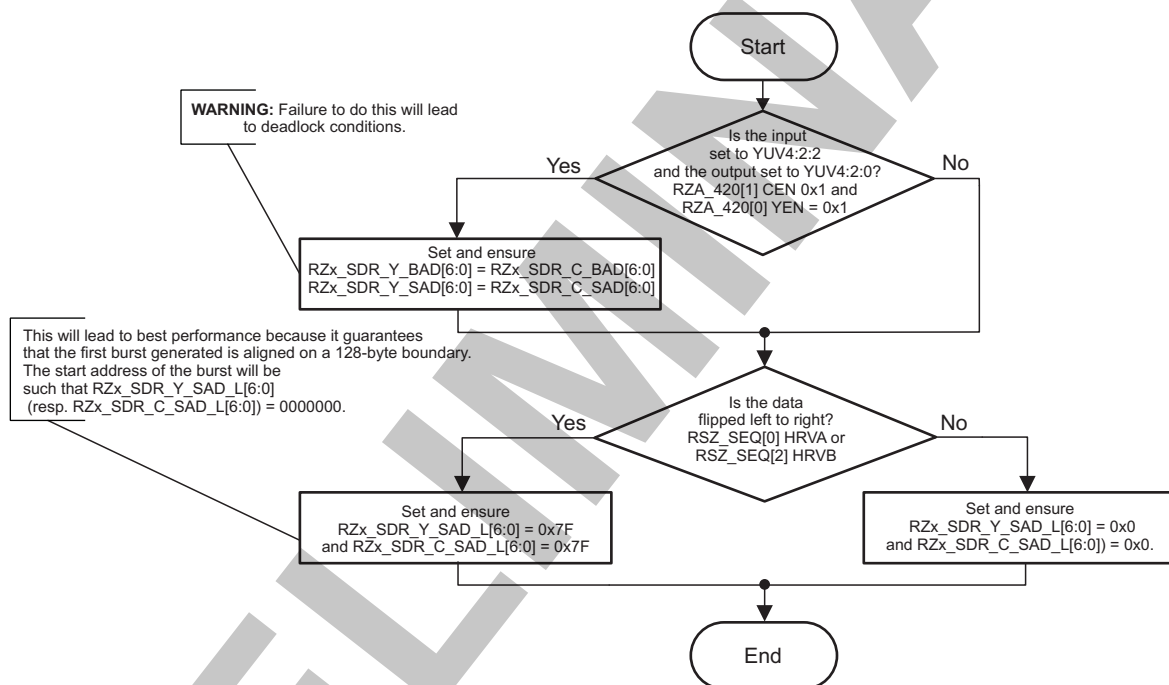 Start
WARNING: Failure to do this will lead
to deadlock conditions.
Is the input
set to YUV4:2:2
and the output set to YUV4:2:0?
RZA_420[1] CEN 0x1 and
RZA_420[0] YEN = 0x1
Yes
No
Set and ensure
RZx_SDR_Y_BAD[6:0] = RZx_SDR_C_BAD[6:0]
RZx_SDR_Y_SAD[6:0] = RZx_SDR_C_SAD[6:0]
This will lead to best performance because it guarantees
that the first burst generated is aligned on a 128-byte boundary.
The start address of the burst will be
such that RZx_SDR_Y_SAD_L[6:0]
(resp. RZx_SDR_C_SAD_L[6:0]) = 0000000.
Is the data
flipped left to right?
RSZ_SEQ[0] HRVA or
RSZ_SEQ[2] HRVB
Yes
No
Set and ensure
RZx_SDR_Y_SAD_L[6:0] = 0x7F
and RZx_SDR_C_SAD_L[6:0] = 0x7F
Set and ensure
RZx_SDR_Y_SAD_L[6:0] = 0x0
and RZx_SDR_C_SAD_L[6:0]) = 0x0.
End